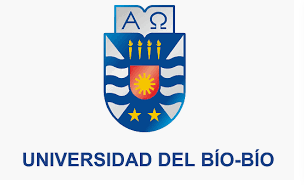 Α Ω
UNIVERSIDAD DEL BÍO-BÍO